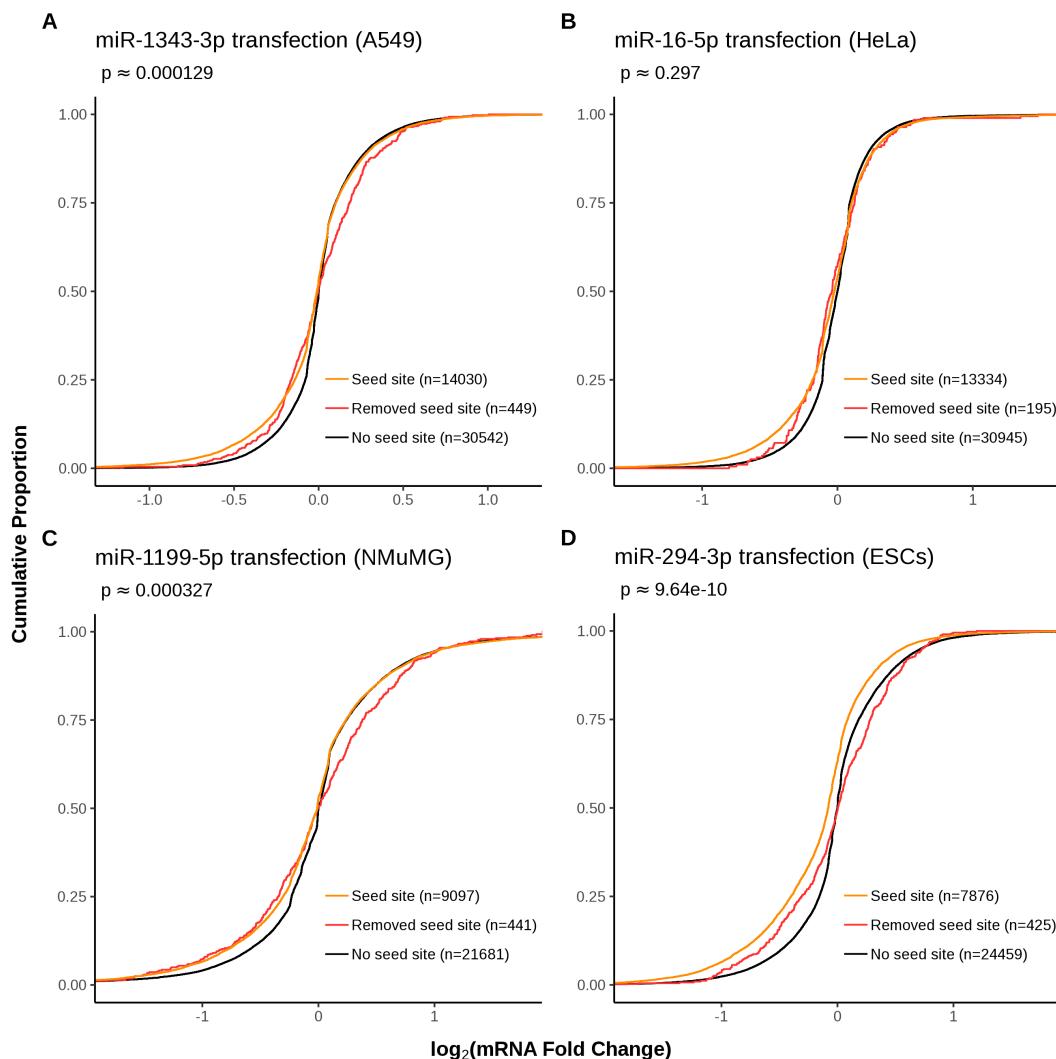 A
miR-1343-3p transfection (A549)
p ≈ 0.000129
1.00
0.75
0.50
0.25
0.00
Seed site (n=14030)
Removed seed site (n=449)
No seed site (n=30542)
-1.0
-0.5
0.0
0.5
1.0
B
miR-16-5p transfection (HeLa)
p ≈ 0.297
1.00
0.75
0.50
0.25
0.00
Seed site (n=13334)
Removed seed site (n=195)
No seed site (n=30945)
-1
0
1
C
miR-1199-5p transfection (NMuMG)
p ≈ 0.000327
1.00
0.75
0.50
0.25
0.00
Seed site (n=9097)
Removed seed site (n=441)
No seed site (n=21681)
-1
0
1
D
miR-294-3p transfection (ESCs)
p ≈ 9.64e-10
1.00
0.75
0.50
0.25
0.00
Seed site (n=7876)
Removed seed site (n=425)
No seed site (n=24459)
-1
0
1
Cumulative Proportion
log₂(mRNA Fold Change)